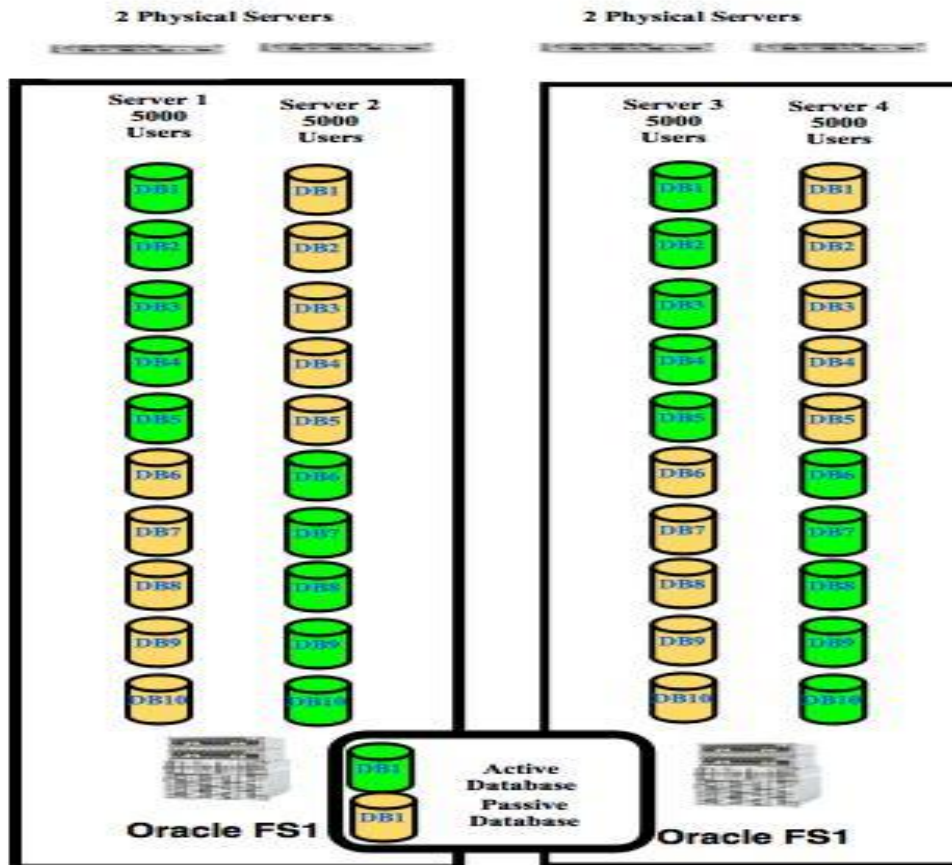 2 Physical Servers
2 Physical Servers
Server 1
5000
Users
Server 2
5000
Users
Server 3
5000
Users
Server 4
5000
Users
DB1
DB1
DB1
DB1
DB2
DB2
DB2
DB2
DB3
DB3
DB3
DB3
DB4
DB4
DB4
DB4
DB5
DB5
DB5
DB5
DB6
DB6
DB6
DB6
DB7
DB7
DB7
DB7
DB8
DB8
DB8
DB8
DB9
DB9
DB9
DB9
DB10
DB10
DB10
DB10
DB1
Active
Database
DB1
Passive
Database
Oracle FS1
Oracle FS1